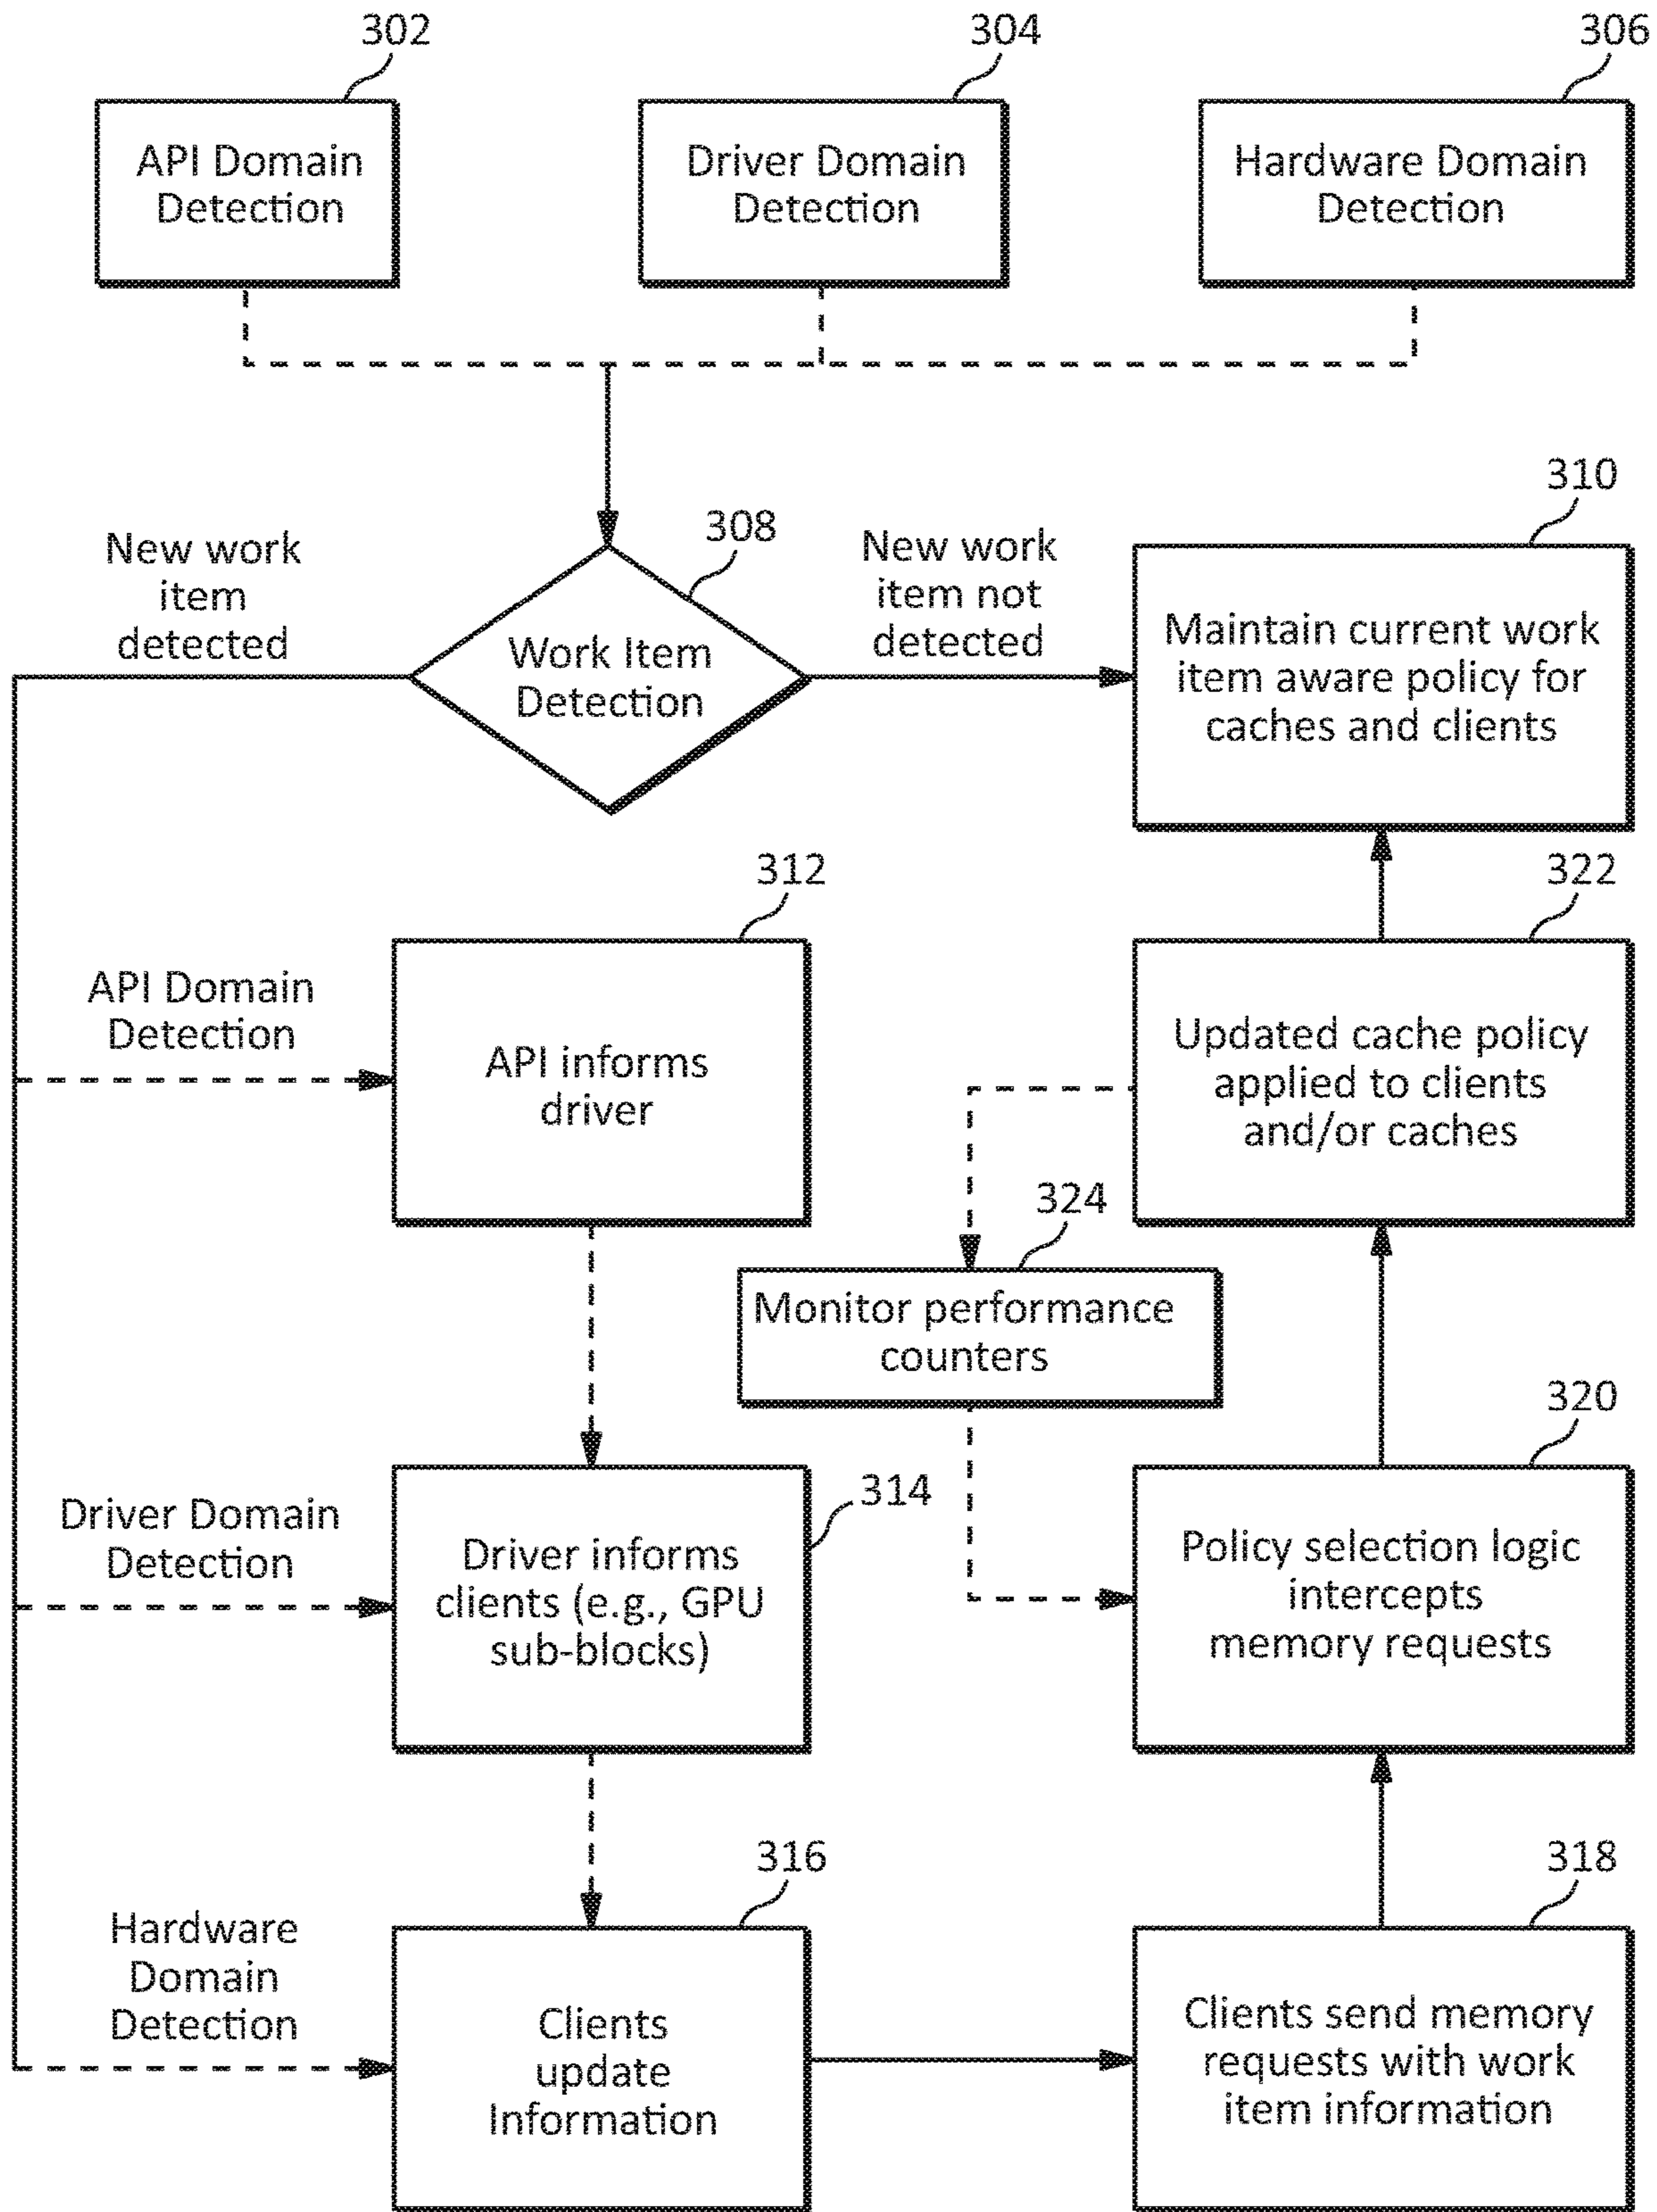 302
304
306
API Domain
Detection
Driver Domain
Detection
Hardware Domain
Detection
310
308
New work
item
detected
New work
item not
detected
Work Item
Detection
Maintain current work
item aware policy for
caches and clients
312
322
API Domain
Detection
API informs
driver
Updated cache policy
applied to clients
and/or caches
324
Monitor performance
counters
320
314
Driver Domain
Detection
Driver informs
clients (e.g., GPU
sub-blocks)
Policy selection logic
intercepts
memory requests
316
318
Hardware
Domain
Detection
Clients
update
Information
Clients send memory
requests with work
item information